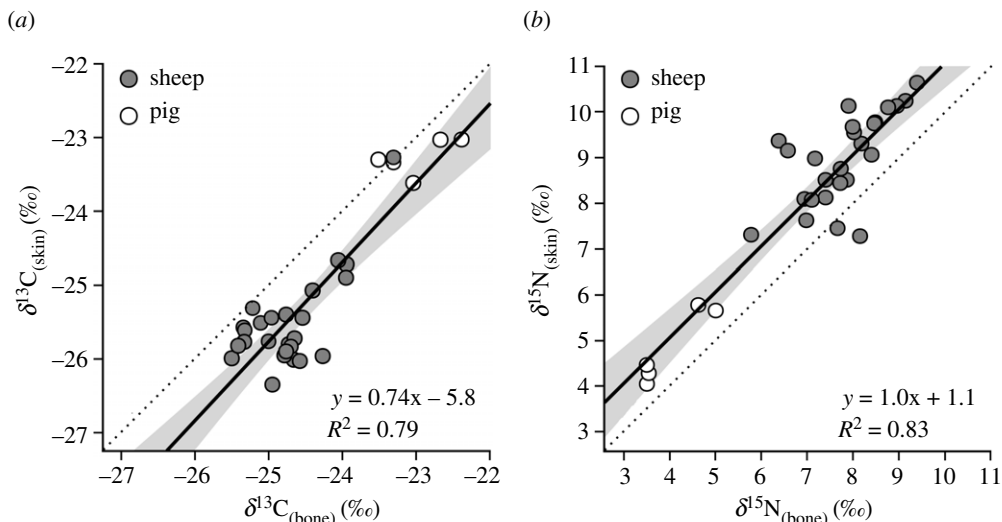 (a)
–22
sheep
pig
–23
–24
δ13C(skin) (‰)
–25
–26
y = 0.74x – 5.8
R2 = 0.79
–27
–27 –26 –25 –24 –23 –22
δ13C(bone) (‰)
(b)
11
sheep
10
pig
9
8
7
δ15N(skin) (‰)
6
5
4
y = 1.0x + 1.1
R2 = 0.83
3
3 4 5 6 7 8 9 10 11
δ15N(bone) (‰)